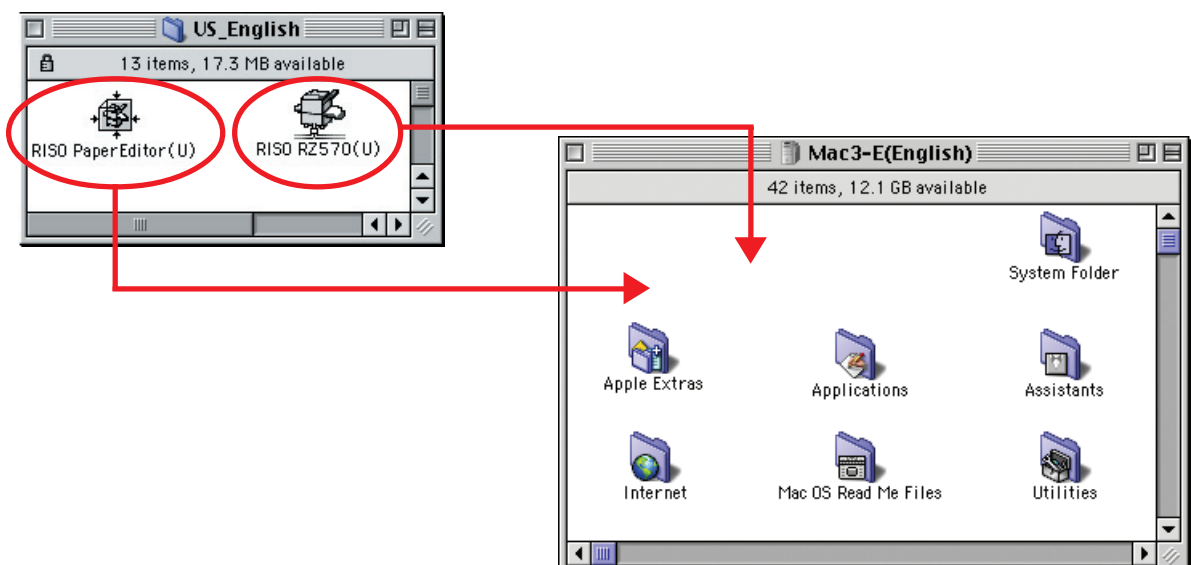 US_English
13 items, 17.3 MB available
RISO PaperEditor(U)
RISO RZ570(U)
Mac3-E(English)
42 items, 12.1 GB available
System Folder
Apple Extras
Applications
Assistants
Internet
Mac OS Read Me Files
Utilities